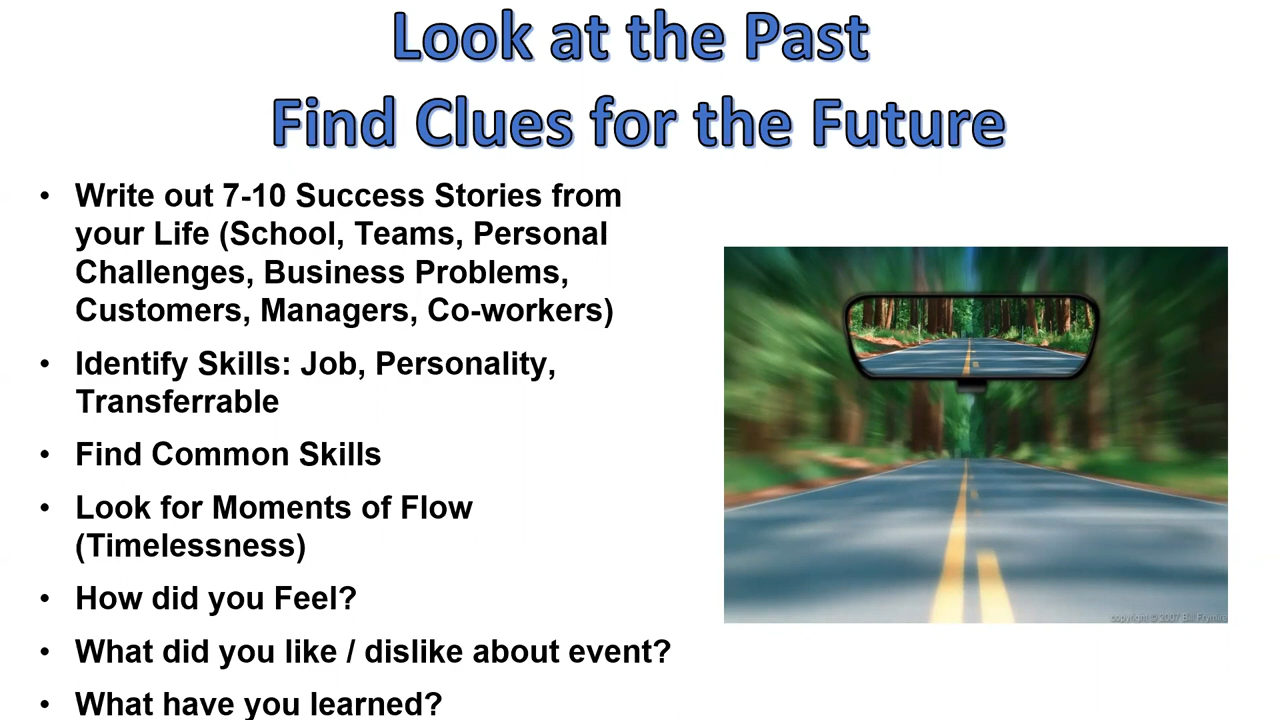 Look at the Past
Find Clues for the Future
• Write out 7-10 Success Stories from
your Life (School, Teams, Personal
Challenges, Business Problems,
Customers, Managers, Co-workers)
• Identify Skills: Job, Personality,
Transferrable
• Find Common Skills
• Look for Moments of Flow
(Timelessness)
• How did you Feel?
• What did you like / dislike about event?
• What have you learned?
copyright © 2007 Bill